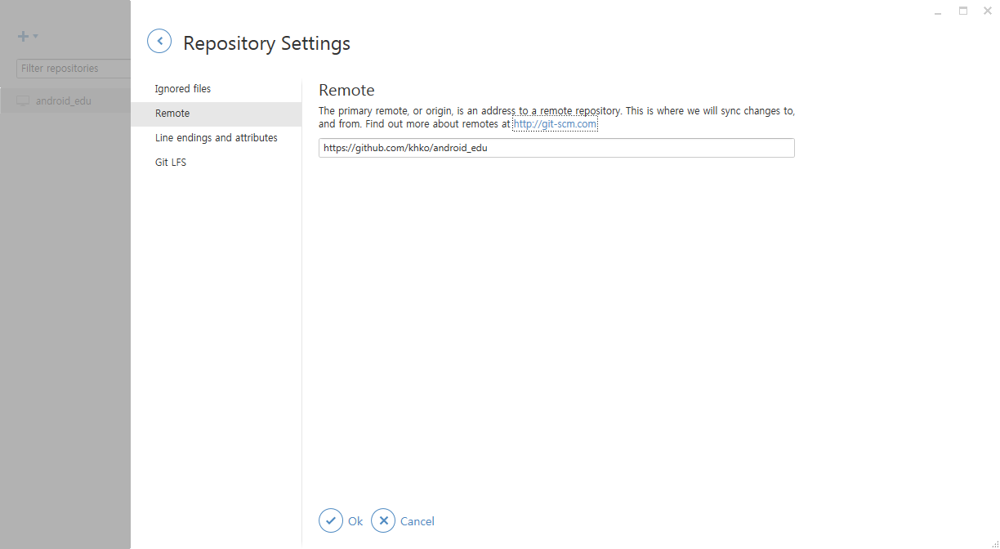 Repository Settings
Filter repositories
android_edu
Ignored files
Remote
Line endings and attributes
Git LFS
Remote
The primary remote, or origin, is an address to a remote repository. This is where we will sync changes to,
and from. Find out more about remotes at http://git-scm.com
https://github.com/khko/android_edu
Ok
Cancel